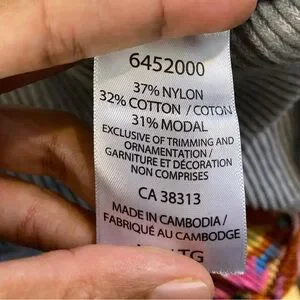 6452000
37% NYLON
32% COTTON / COTON
31% MODAL
EXCLUSIVE OF TRIMMING AND
ORNAMENTATION /
GARNITURE ET DÉCORATION
NON COMPRISES
CA 38313
MADE IN CAMBODIA /
FABRIQUÉ AU CAMBODGE